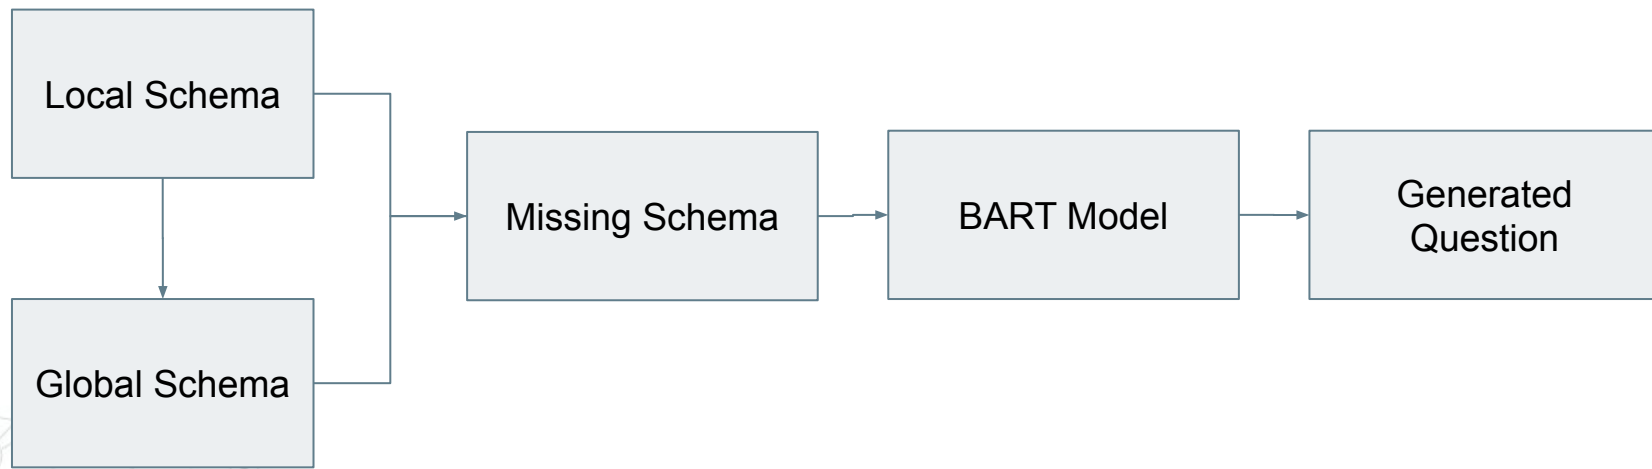 Local Schema
Global Schema
Missing Schema
BART Model
Generated
Question